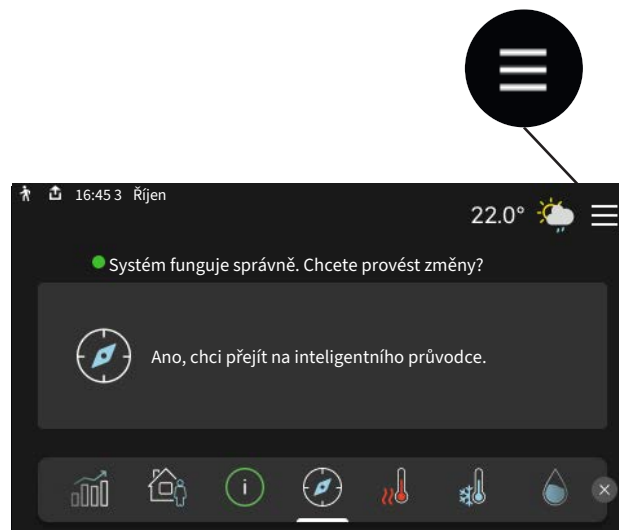 16:45 3 Říjen
22.0°
Systém funguje správně. Chcete provést změny?
Ano, chci přejít na inteligentního průvodce.
i